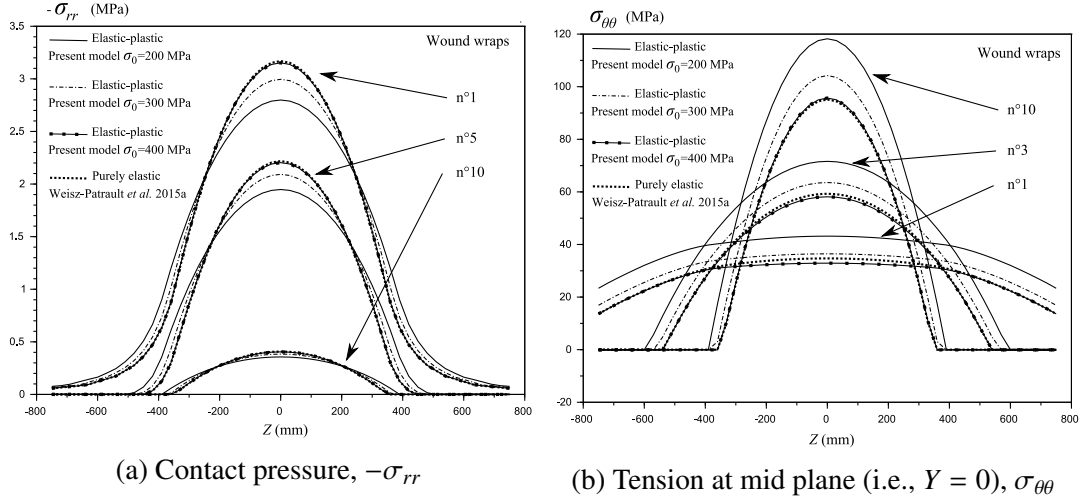 -σrr (MPa)
3.5
3
2.5
2
1.5
1
0,5
0
-800 -600 -400 -200 0 200 400 600 800
Z (mm)
Elastic-plastic
Present model σ0=200 MPa
Elastic-plastic
Present model σ0=300 MPa
Elastic-plastic
Present model σ0=400 MPa
Purely elastic
Weisz-Patrault et al. 2015a
Wound wraps
n°1
n°5
n°10
(a) Contact pressure, −σrr
σθθ (MPa)
120
100
80
60
40
20
0
-800 -600 -400 -200 0 200 400 600 800
Z (mm)
Elastic-plastic
Present model σ0=200 MPa
Elastic-plastic
Present model σ0=300 MPa
Elastic-plastic
Present model σ0=400 MPa
Purely elastic
Weisz-Patrault et al. 2015a
Wound wraps
n°10
n°3
n°1
(b) Tension at mid plane (i.e., Y = 0), σθθ